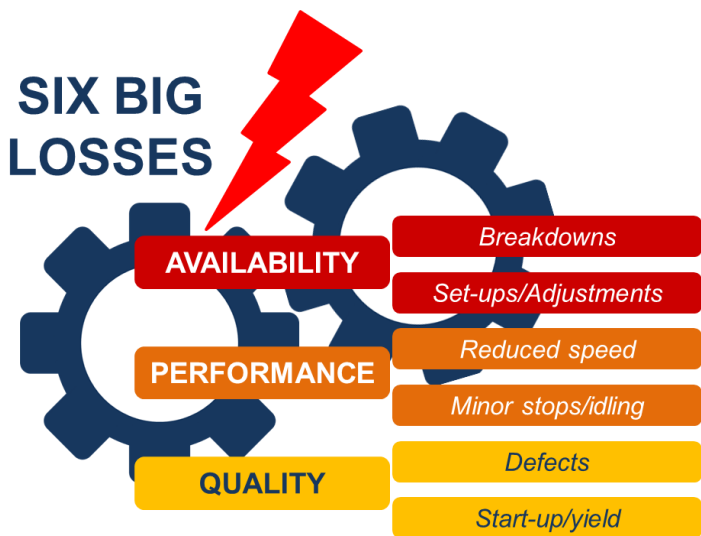 SIX BIG
LOSSES
AVAILABILITY
Breakdowns
Set-ups/Adjustments
PERFORMANCE
Reduced speed
Minor stops/idling
QUALITY
Defects
Start-up/yield